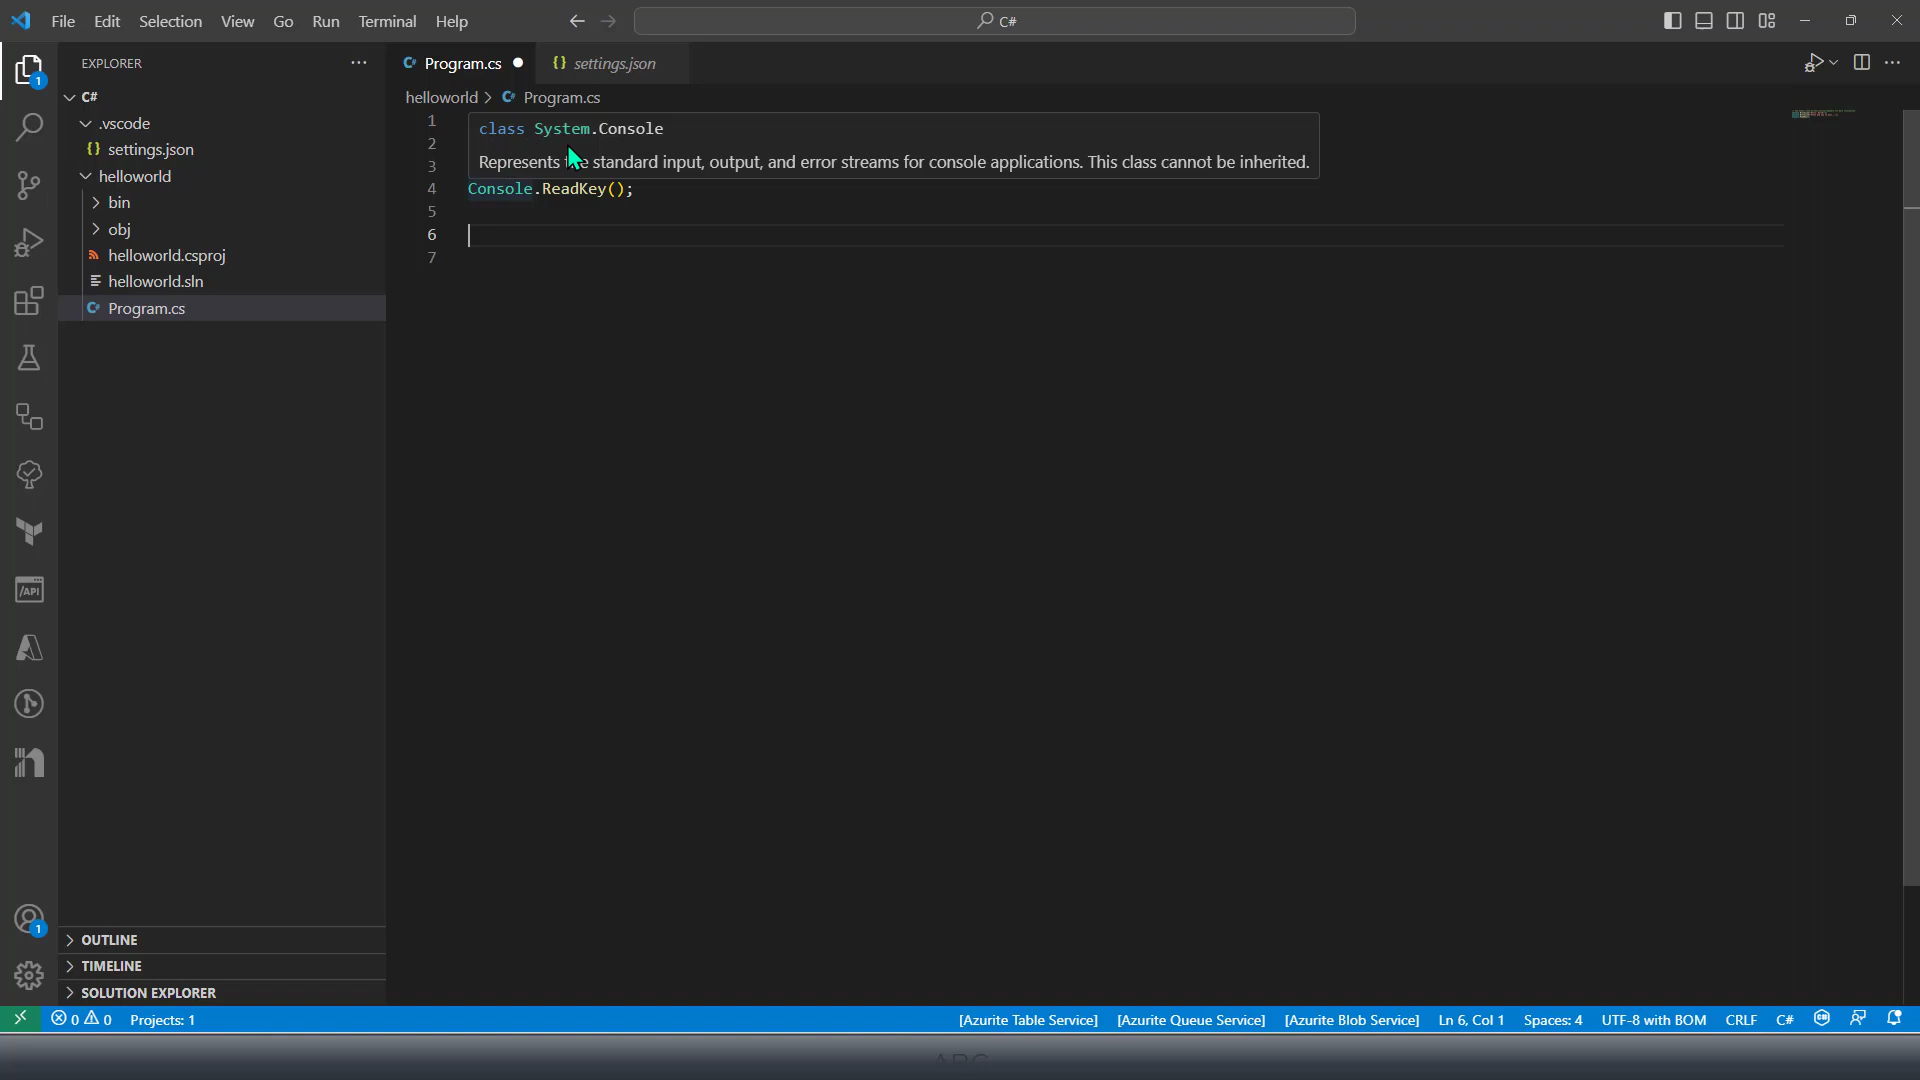 File Edit Selection View Go Run Terminal Help
C#
EXPLORER
Program.cs
settings.json
C#
helloworld > Program.cs
.vscode
settings.json
helloworld
bin
obj
helloworld.csproj
helloworld.sln
Program.cs
1
2
3
4
5
6
7
class System.Console
Represents standard input, output, and error streams for console applications. This class cannot be inherited.
Console.ReadKey();
1
/API
1
OUTLINE
TIMELINE
SOLUTION EXPLORER
0 0 Projects: 1
[Azurite Table Service] [Azurite Queue Service] [Azurite Blob Service] Ln 6, Col 1 Spaces: 4 UTF-8 with BOM CRLF C#